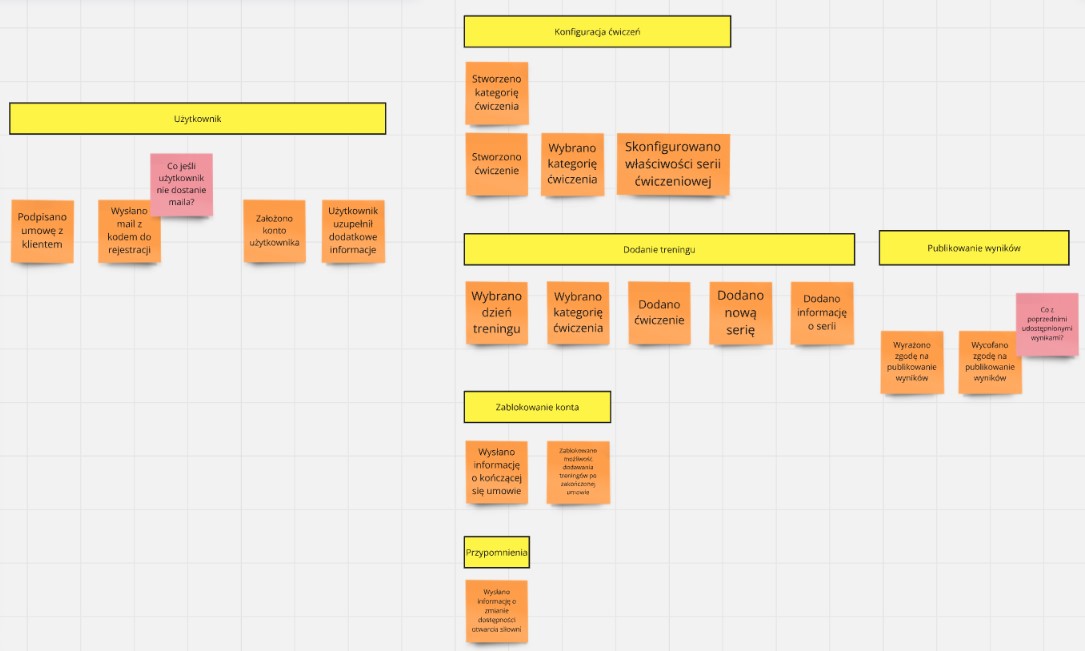 Konfiguracja ćwiczeń
Stworzeno
kategorię
ćwiczenia
Stworzono
ćwiczenie
Wybrano
kategorię
ćwiczenia
Skonfigurowano
właściwości serii
ćwiczeniowej
Użytkownik
Co jeśli
użytkownik
nie dostanie
maila?
Podpisano
umowę z
klientem
Wysłano
mail z
kodem do
rejestracji
Założono
konto
użytkownika
Użytkownik
uzupełnił
dodatkowe
informacje
Dodanie treningu
Wybrano
dzień
treningu
Wybrano
kategorię
ćwiczenia
Dodano
ćwiczenie
Dodano
nową
serię
Dodano
informację
o serii
Publikowanie wyników
Co z
poprzednimi
udostępnionymi
wynikami?
Wyrażono
zgodę na
publikowanie
wyników
Wycofano
zgodę na
publikowanie
wyników
Zablokowanie konta
Wysłano
informację
o kończącej
się umowie
Zablokowano
możliwość
dodawania
treningów po
zakończonej
umowie
Przypomnienia
Wysłano
informację o
zmianie
dostępności
otwarcia siłowni